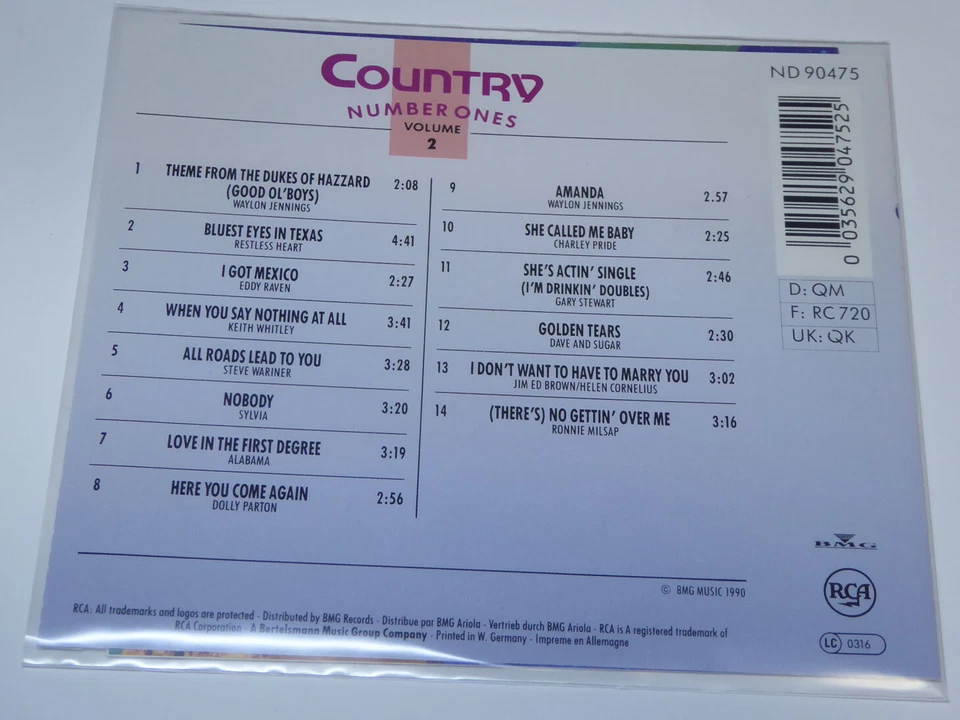 COUNTRY
NUMBER ONES
VOLUME
2
ND 90475
0 035629 047525
D: QM
F: RC 720
UK: QK
1 THEME FROM THE DUKES OF HAZZARD 2:08
(GOOD OL'BOYS)
WAYLON JENNINGS
2 BLUEST EYES IN TEXAS 4:41
RESTLESS HEART
3 I GOT MEXICO 2:27
EDDY RAVEN
4 WHEN YOU SAY NOTHING AT ALL 3:41
KEITH WHITLEY
5 ALL ROADS LEAD TO YOU 3:28
STEVE WARINER
6 NOBODY 3:20
SYLVIA
7 LOVE IN THE FIRST DEGREE 3:19
ALABAMA
8 HERE YOU COME AGAIN 2:56
DOLLY PARTON
9 AMANDA 2.57
WAYLON JENNINGS
10 SHE CALLED ME BABY 2:25
CHARLEY PRIDE
11 SHE'S ACTIN' SINGLE 2:46
(I'M DRINKIN' DOUBLES)
GARY STEWART
12 GOLDEN TEARS 2:30
DAVE AND SUGAR
13 I DON'T WANT TO HAVE TO MARRY YOU 3:02
JIM ED BROWN/HELEN CORNELIUS
14 (THERE'S) NO GETTIN' OVER ME 3:16
RONNIE MILSAP
BMG
© BMG MUSIC 1990
RCA
RCA: All trademarks and logos are protected · Distributed by BMG Records · Distribue par BMG Ariola · Vertrieb durch BMG Ariola · RCA is A registered trademark of
RCA Corporation · A Bertelsmann Music Group Company · Printed in W. Germany · Impreme en Allemagne
LC 0316